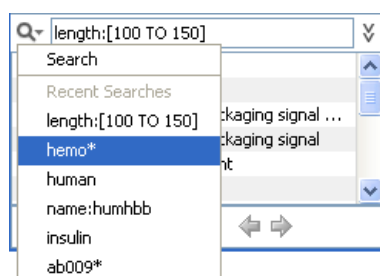 length:[100 TO 150]
Search
Recent Searches
length:[100 TO 150]
hemo*
human
name:humhbb
insulin
ab009*
ckaging signal ...
ckaging signal
nt